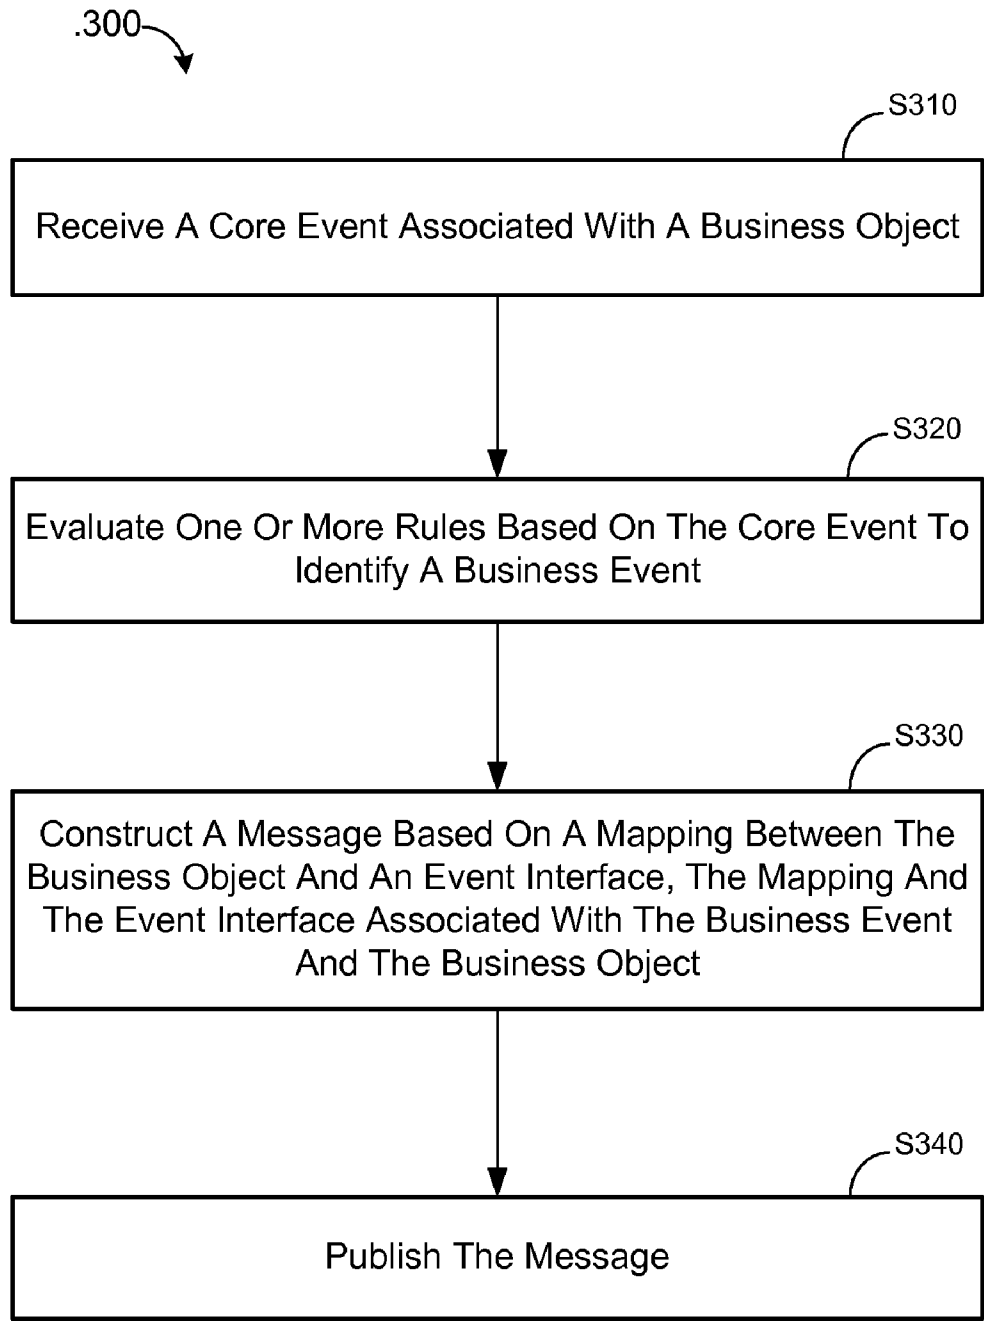 .300
S310
Receive A Core Event Associated With A Business Object
S320
Evaluate One Or More Rules Based On The Core Event To
Identify A Business Event
S330
Construct A Message Based On A Mapping Between The
Business Object And An Event Interface, The Mapping And
The Event Interface Associated With The Business Event
And The Business Object
S340
Publish The Message